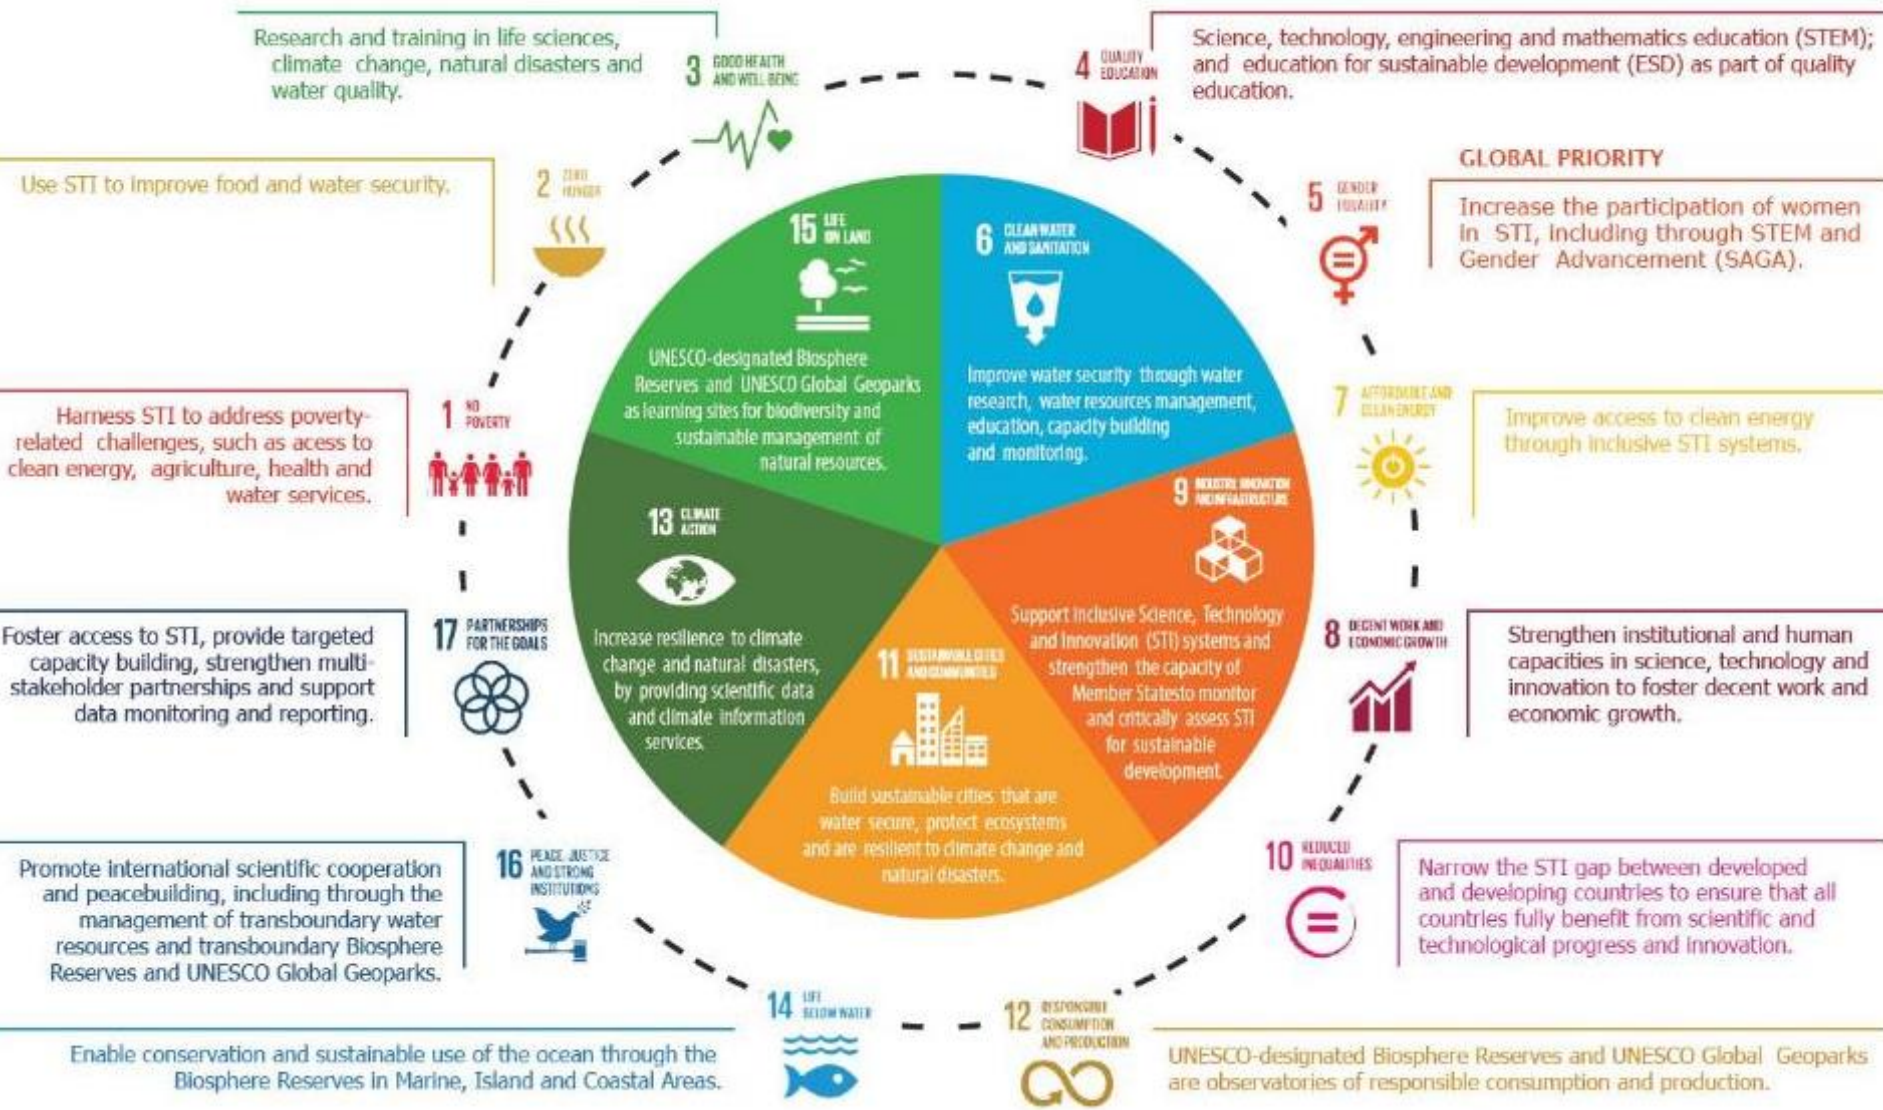 Research and training in life sciences,
climate change, natural disasters and
water quality.
3 GOOD HEALTH
AND WELL-BEING
4 QUALITY
EDUCATION
Science, technology, engineering and mathematics education (STEM);
and education for sustainable development (ESD) as part of quality
education.
Use STI to improve food and water security.
2 ZERO
HUNGER
GLOBAL PRIORITY
5 GENDER
EQUALITY
Increase the participation of women
in STI, including through STEM and
Gender Advancement (SAGA).
15 LIFE
ON LAND
UNESCO-designated Biosphere
Reserves and UNESCO Global Geoparks
as learning sites for biodiversity and
sustainable management of
natural resources.
6 CLEAN WATER
AND SANITATION
Improve water security through water
research, water resources management,
education, capacity building
and monitoring.
Harness STI to address poverty-
related challenges, such as acess to
clean energy, agriculture, health and
water services.
1 NO
POVERTY
7 AFFORDABLE AND
CLEAN ENERGY
Improve access to clean energy
through inclusive STI systems.
13 CLIMATE
ACTION
Increase resilience to climate
change and natural disasters,
by providing scientific data
and climate information
services.
9 INDUSTRY, INNOVATION
AND INFRASTRUCTURE
Support inclusive Science, Technology
and Innovation (STI) systems and
strengthen the capacity of
Member Statesto monitor
and critically assess STI
for sustainable
development.
11 SUSTAINABLE CITIES
AND COMMUNITIES
Build sustainable cities that are
water secure, protect ecosystems
and are resilient to climate change and
natural disasters.
Foster access to STI, provide targeted
capacity building, strengthen multi-
stakeholder partnerships and support
data monitoring and reporting.
17 PARTNERSHIPS
FOR THE GOALS
8 DECENT WORK AND
ECONOMIC GROWTH
Strengthen institutional and human
capacities in science, technology and
innovation to foster decent work and
economic growth.
Promote international scientific cooperation
and peacebuilding, including through the
management of transboundary water
resources and transboundary Biosphere
Reserves and UNESCO Global Geoparks.
16 PEACE, JUSTICE
AND STRONG
INSTITUTIONS
10 REDUCED
INEQUALITIES
Narrow the STI gap between developed
and developing countries to ensure that all
countries fully benefit from scientific and
technological progress and innovation.
14 LIFE
BELOW WATER
Enable conservation and sustainable use of the ocean through the
Biosphere Reserves in Marine, Island and Coastal Areas.
12 RESPONSIBLE
CONSUMPTION
AND PRODUCTION
UNESCO-designated Biosphere Reserves and UNESCO Global Geoparks
are observatories of responsible consumption and production.